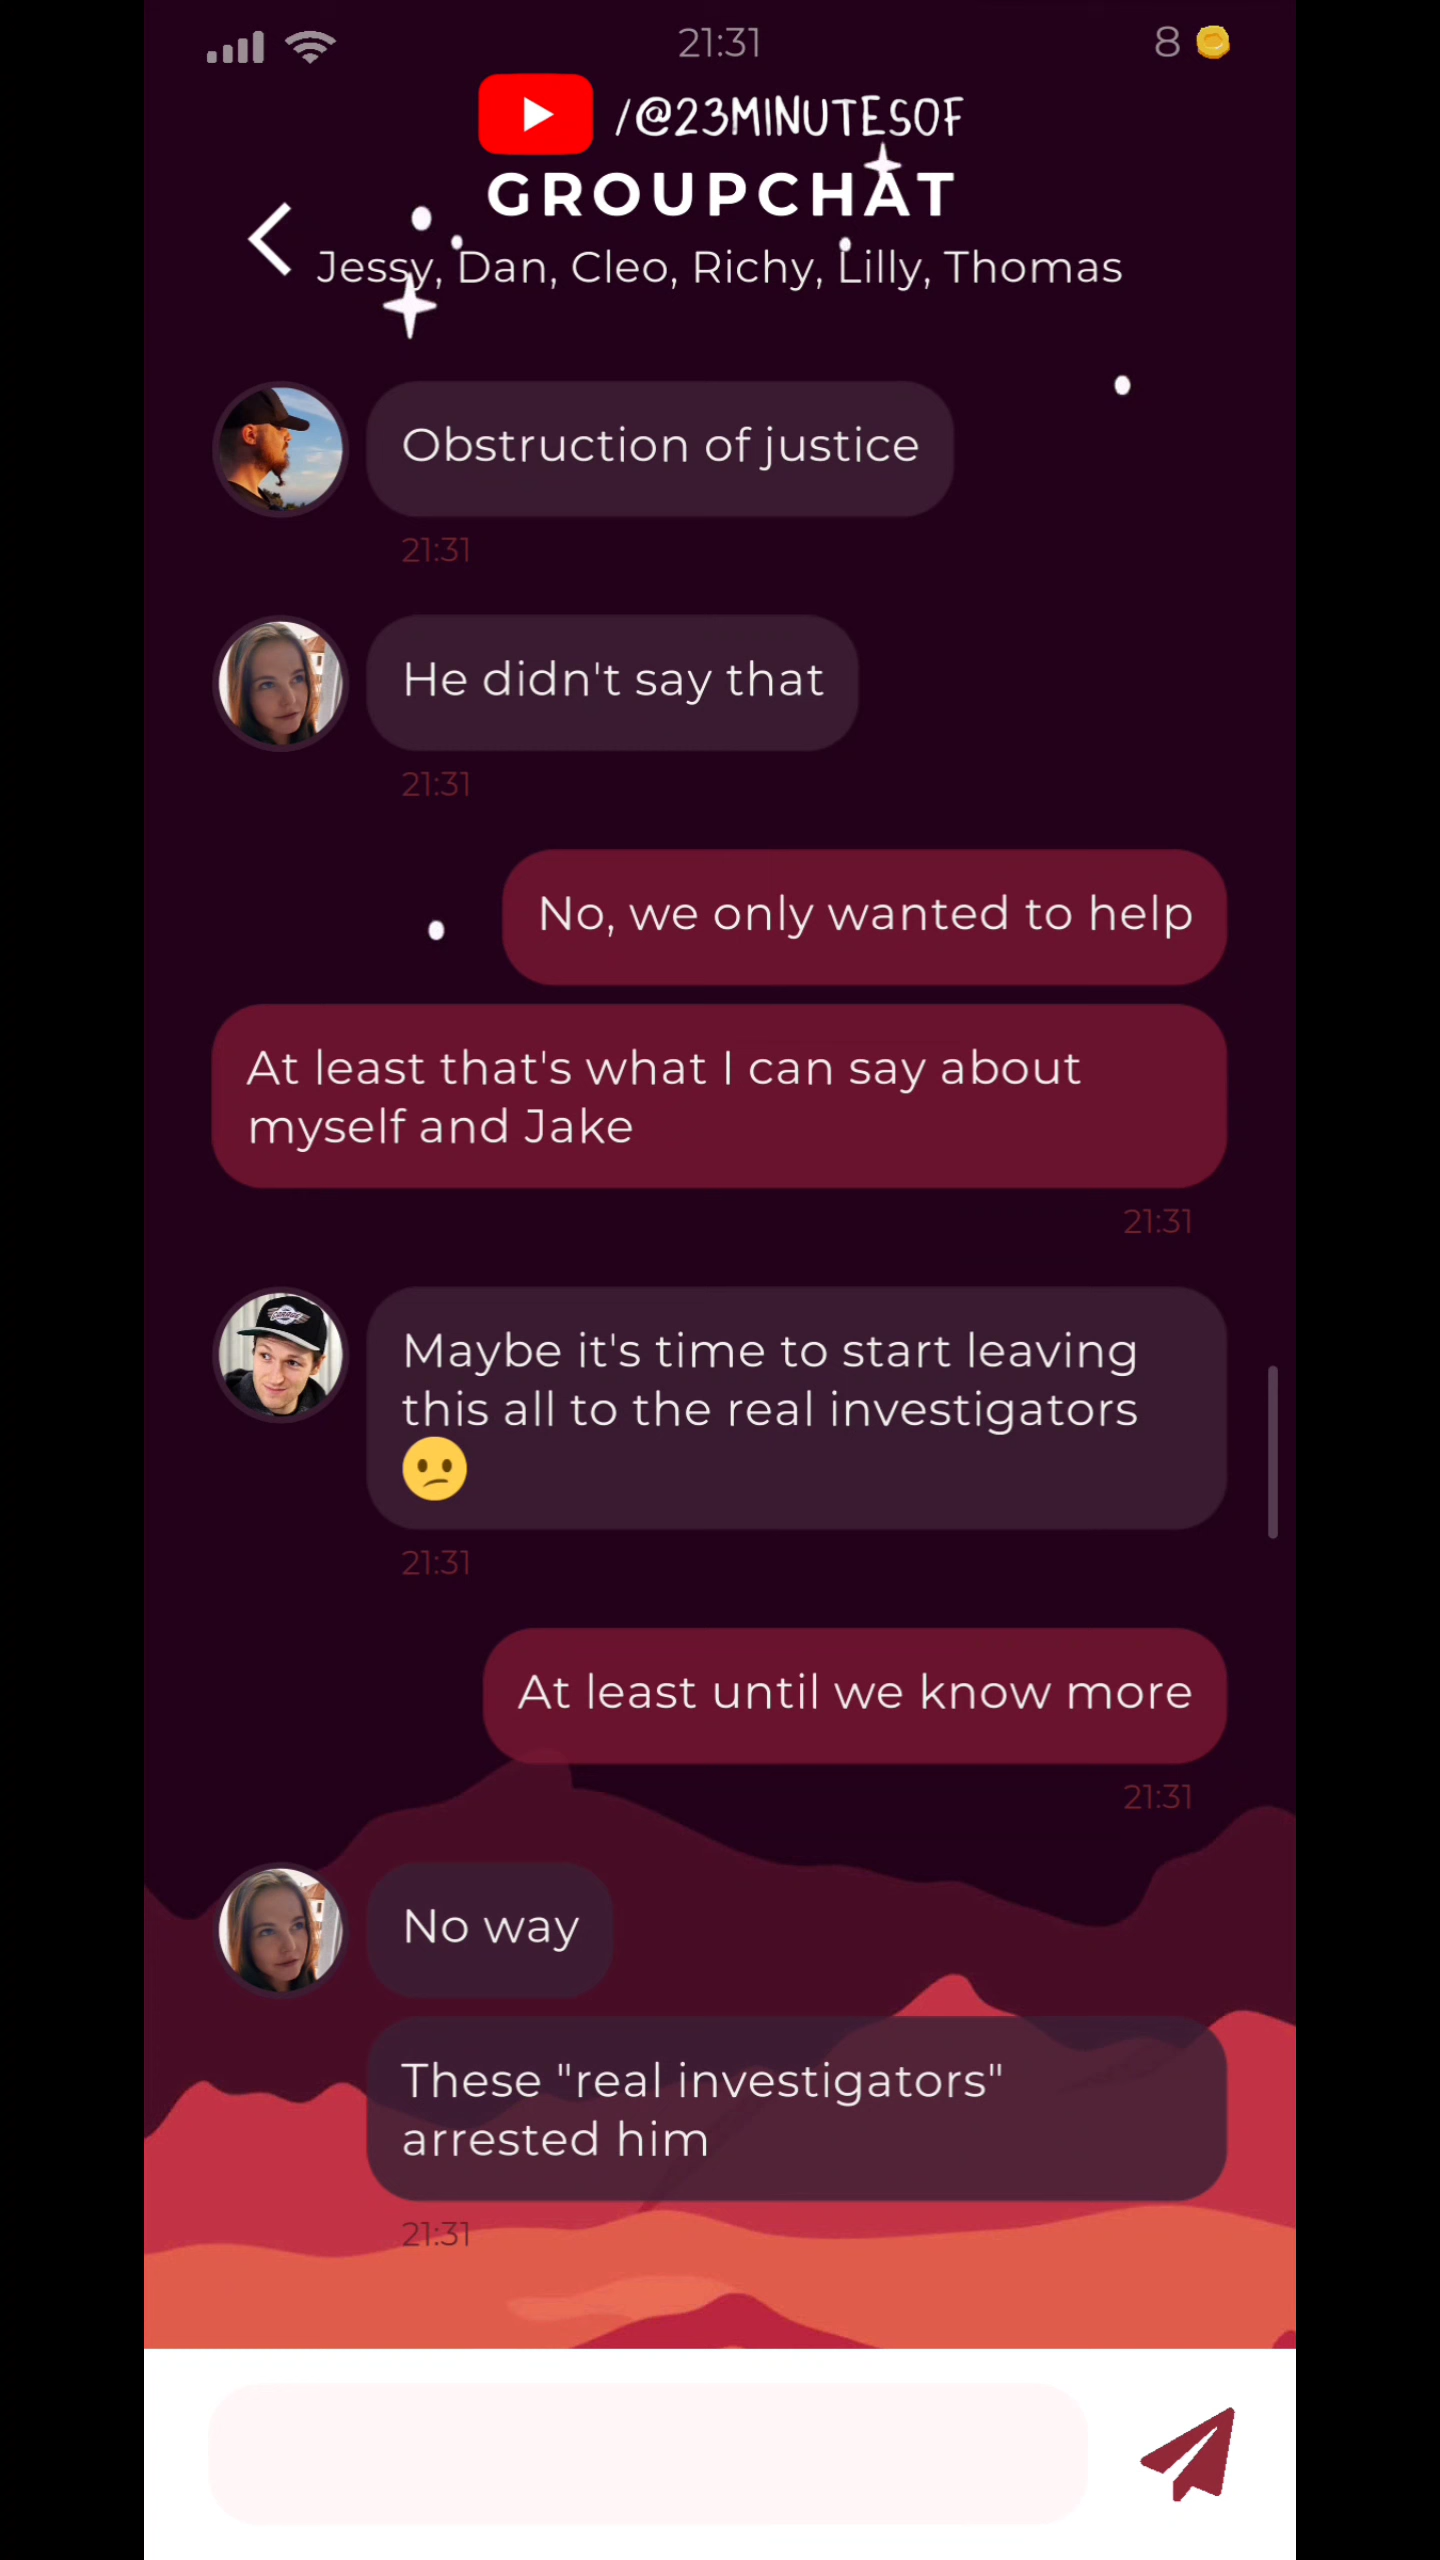 21:31
8
/@23MINUTESOF
GROUPCHAT
Jessy, Dan, Cleo, Richy, Lilly, Thomas
Obstruction of justice
21:31
He didn't say that
21:31
No, we only wanted to help
At least that's what I can say about
myself and Jake
21:31
Maybe it's time to start leaving
this all to the real investigators
😕
21:31
At least until we know more
21:31
No way
These "real investigators"
arrested him
21:31